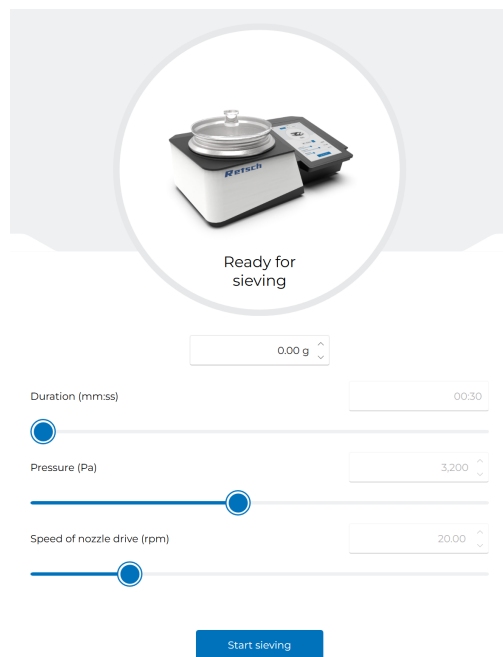 Retsch
Ready for
sieving
0.00 g
Duration (mm:ss)
00:30
Pressure (Pa)
3,200
Speed of nozzle drive (rpm)
20.00
Start sieving